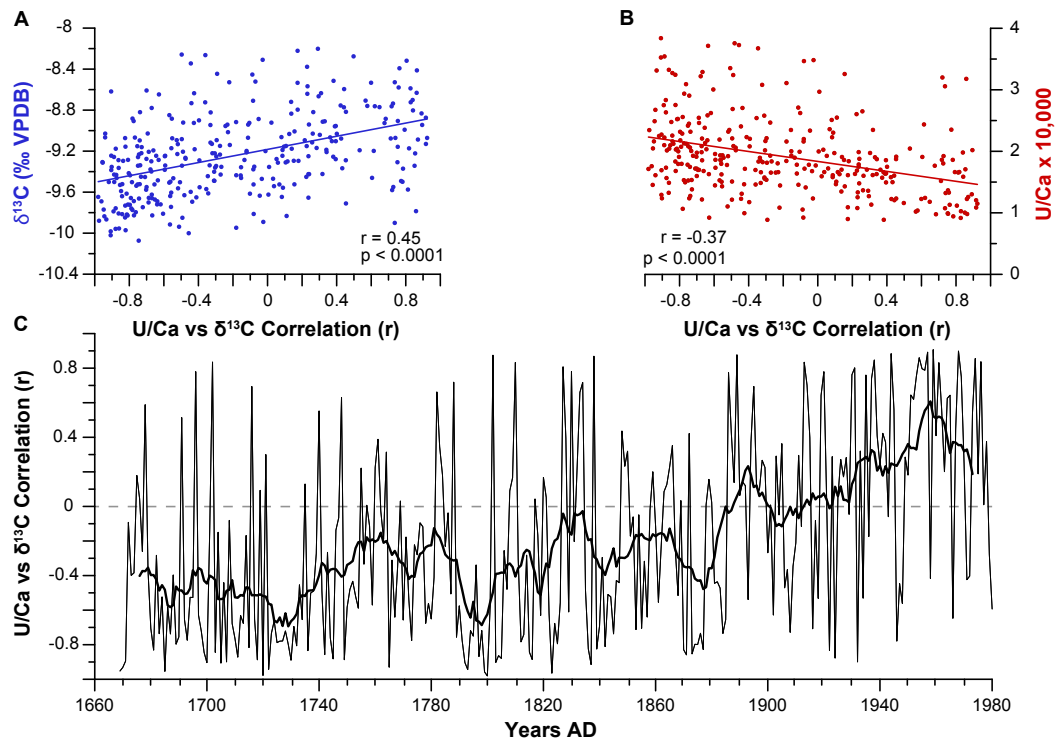 A
-8
-8.4
-8.8
-9.2
-9.6
-10
-10.4
δ¹³C (‰ VPDB)
r = 0.45
p < 0.0001
-0.8
-0.4
0
0.4
0.8
U/Ca vs δ¹³C Correlation (r)
B
4
3
2
1
0
U/Ca x 10,000
r = -0.37
p < 0.0001
-0.8
-0.4
0
0.4
0.8
U/Ca vs δ¹³C Correlation (r)
C
0.8
0.4
0
-0.4
-0.8
U/Ca vs δ¹³C Correlation (r)
1660
1700
1740
1780
1820
1860
1900
1940
1980
Years AD